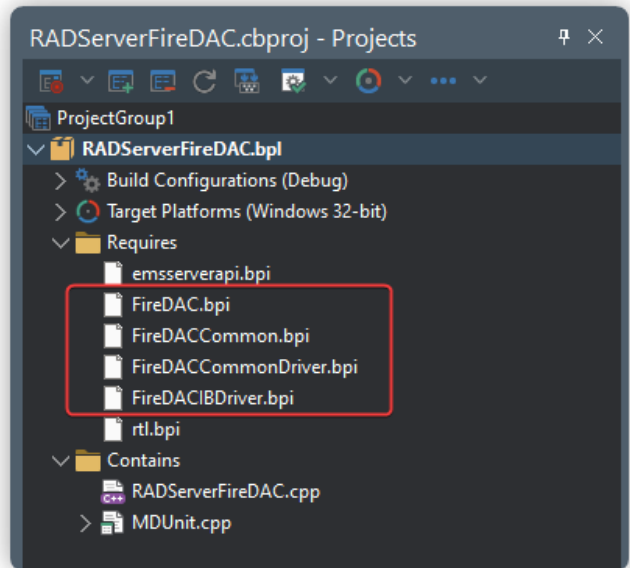 RADServerFireDAC.cbproj - Projects
ProjectGroup1
RADServerFireDAC.bpl
Build Configurations (Debug)
Target Platforms (Windows 32-bit)
Requires
emsserverapi.bpi
FireDAC.bpi
FireDACCommon.bpi
FireDACCommonDriver.bpi
FireDACIBDriver.bpi
rtl.bpi
Contains
RADServerFireDAC.cpp
MDUnit.cpp